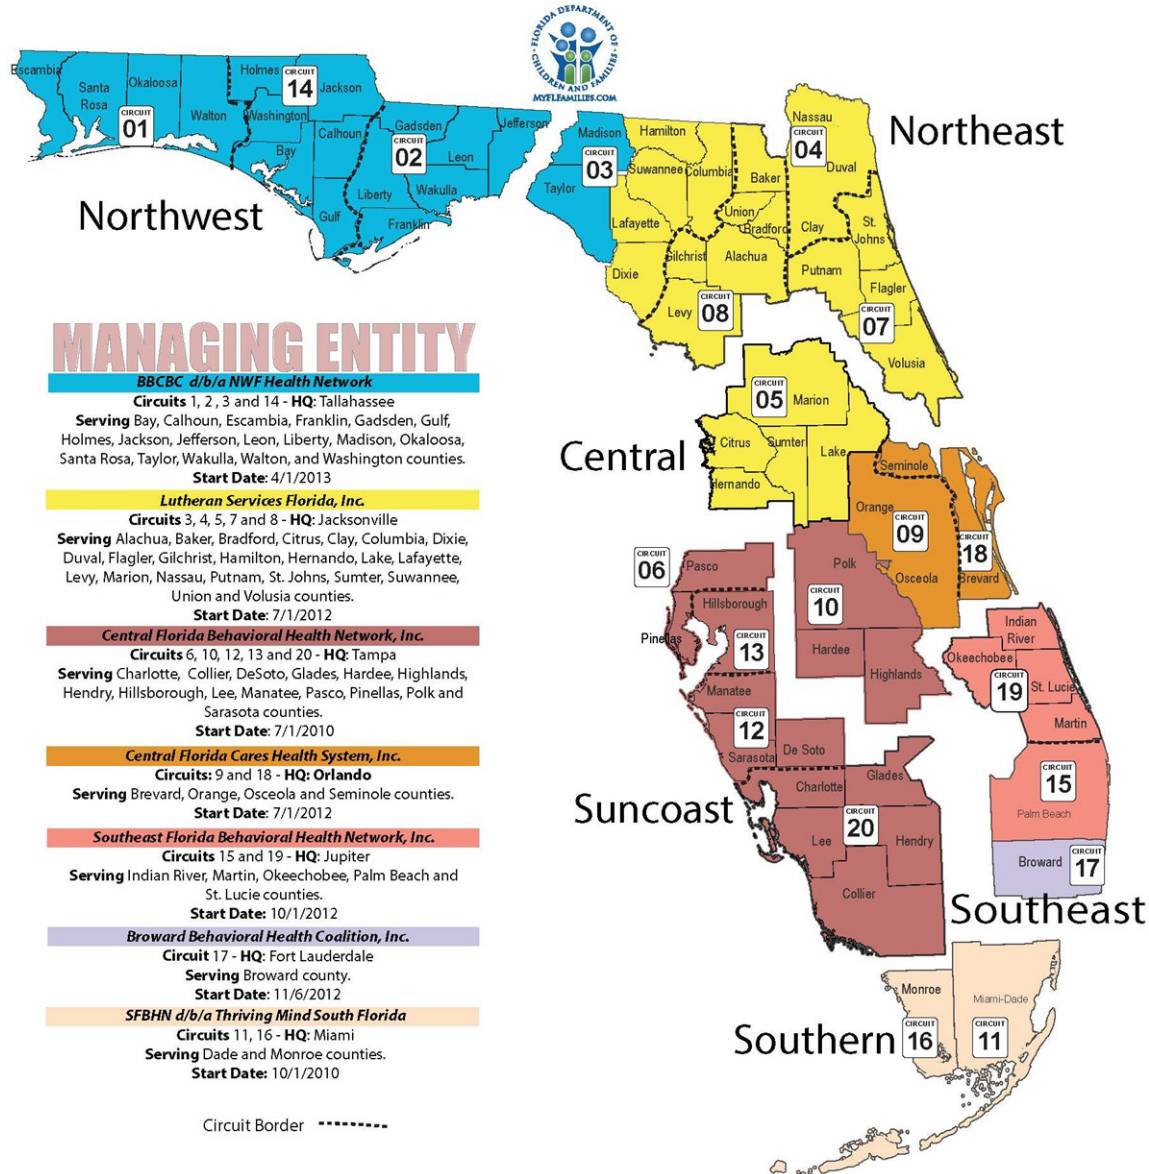 FLORIDA DEPARTMENT OF
CHILDREN AND FAMILIES
MYFLFAMILIES.COM
Escambia
Santa
Rosa
Okaloosa
CIRCUIT
01
Walton
Holmes
CIRCUIT
14
Jackson
Washington
Calhoun
Bay
Gulf
Gadsden
CIRCUIT
02
Jefferson
Leon
Liberty
Wakulla
Franklin
Northwest
Madison
CIRCUIT
03
Taylor
Hamilton
Suwannee
Columbia
Lafayette
Dixie
Baker
Union
Bradford
Gilchrist
Alachua
Levy
CIRCUIT
08
Nassau
CIRCUIT
04
Duval
Clay
St.
Johns
Putnam
Flagler
CIRCUIT
07
Volusia
Northeast
MANAGING ENTITY
BBCBC d/b/a NWF Health Network
Circuits 1, 2 , 3 and 14 - HQ: Tallahassee
Serving Bay, Calhoun, Escambia, Franklin, Gadsden, Gulf,
Holmes, Jackson, Jefferson, Leon, Liberty, Madison, Okaloosa,
Santa Rosa, Taylor, Wakulla, Walton, and Washington counties.
Start Date: 4/1/2013
Lutheran Services Florida, Inc.
Circuits 3, 4, 5, 7 and 8 - HQ: Jacksonville
Serving Alachua, Baker, Bradford, Citrus, Clay, Columbia, Dixie,
Duval, Flagler, Gilchrist, Hamilton, Hernando, Lake, Lafayette,
Levy, Marion, Nassau, Putnam, St. Johns, Sumter, Suwannee,
Union and Volusia counties.
Start Date: 7/1/2012
Central Florida Behavioral Health Network, Inc.
Circuits 6, 10, 12, 13 and 20 - HQ: Tampa
Serving Charlotte, Collier, DeSoto, Glades, Hardee, Highlands,
Hendry, Hillsborough, Lee, Manatee, Pasco, Pinellas, Polk and
Sarasota counties.
Start Date: 7/1/2010
Central Florida Cares Health System, Inc.
Circuits: 9 and 18 - HQ: Orlando
Serving Brevard, Orange, Osceola and Seminole counties.
Start Date: 7/1/2012
Southeast Florida Behavioral Health Network, Inc.
Circuits 15 and 19 - HQ: Jupiter
Serving Indian River, Martin, Okeechobee, Palm Beach and
St. Lucie counties.
Start Date: 10/1/2012
Broward Behavioral Health Coalition, Inc.
Circuit 17 - HQ: Fort Lauderdale
Serving Broward county.
Start Date: 11/6/2012
SFBHN d/b/a Thriving Mind South Florida
Circuits 11, 16 - HQ: Miami
Serving Dade and Monroe counties.
Start Date: 10/1/2010
Circuit Border
CIRCUIT
05
Marion
Citrus
Sumter
Lake
Hernando
Central
Seminole
Orange
CIRCUIT
09
CIRCUIT
18
Osceola
Brevard
CIRCUIT
06
Pasco
Polk
CIRCUIT
10
Hillsborough
Pinellas
CIRCUIT
13
Hardee
Highlands
Manatee
CIRCUIT
12
Sarasota
De Soto
Charlotte
Glades
CIRCUIT
20
Lee
Hendry
Collier
Suncoast
Indian
River
Okeechobee
CIRCUIT
19
St. Lucie
Martin
CIRCUIT
15
Palm Beach
Broward
CIRCUIT
17
Southeast
Monroe
Miami-Dade
CIRCUIT
16
CIRCUIT
11
Southern